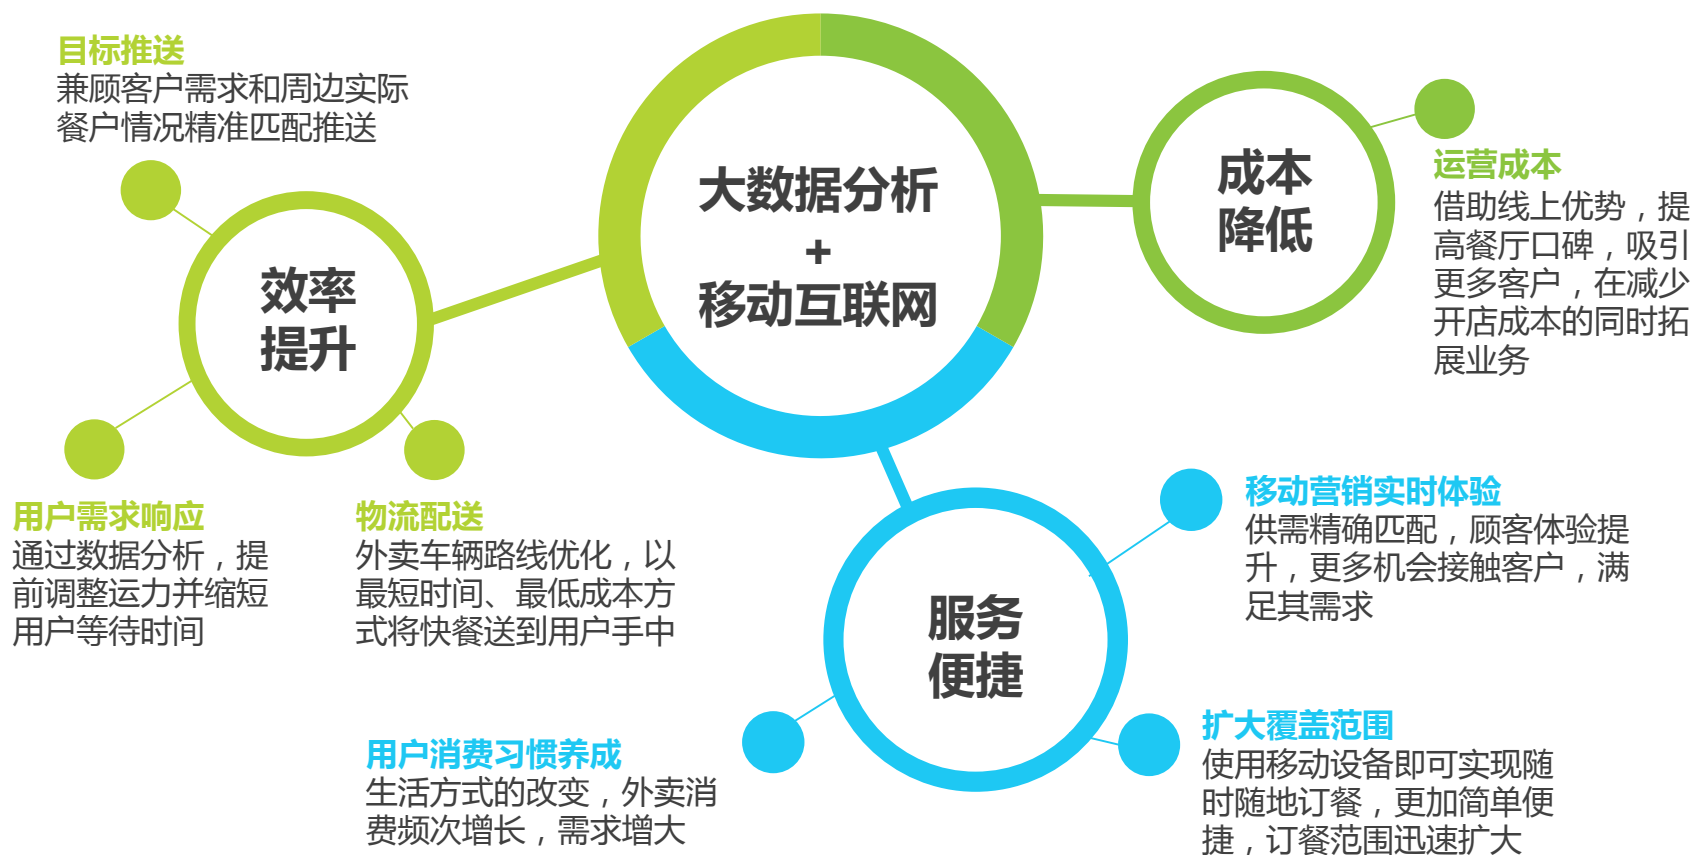 目标推送
兼顾客户需求和周边实际
餐户情况精准匹配推送
大数据分析
+
移动互联网
成本
降低
运营成本
借助线上优势，提
高餐厅口碑，吸引
更多客户，在减少
开店成本的同时拓
展业务
效率
提升
用户需求响应
通过数据分析，提
前调整运力并缩短
用户等待时间
物流配送
外卖车辆路线优化，以
最短时间、最低成本方
式将快餐送到用户手中
移动营销实时体验
供需精确匹配，顾客体验提
升，更多机会接触客户，满
足其需求
服务
便捷
用户消费习惯养成
生活方式的改变，外卖消
费频次增长，需求增大
扩大覆盖范围
使用移动设备即可实现随
时随地订餐，更加简单便
捷，订餐范围迅速扩大